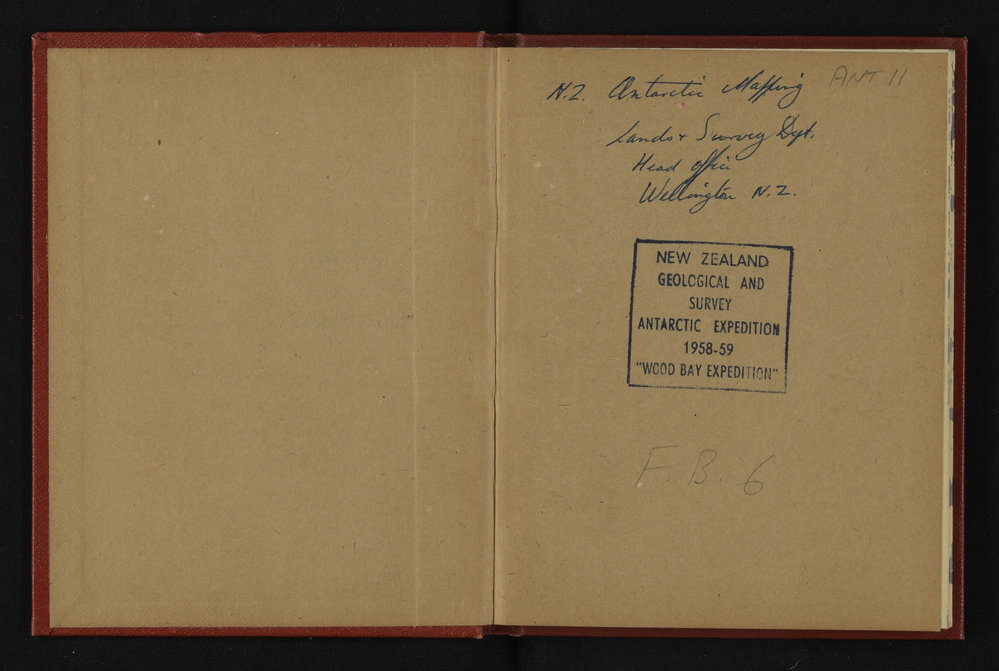 ANT 11
N.Z. Antarctic Mapping
Lands & Survey Dpt.
Head Office
Wellington N.Z.
NEW ZEALAND
GEOLOGICAL AND
SURVEY
ANTARCTIC EXPEDITION
1958-59
"WOOD BAY EXPEDITION"
F.B. 6